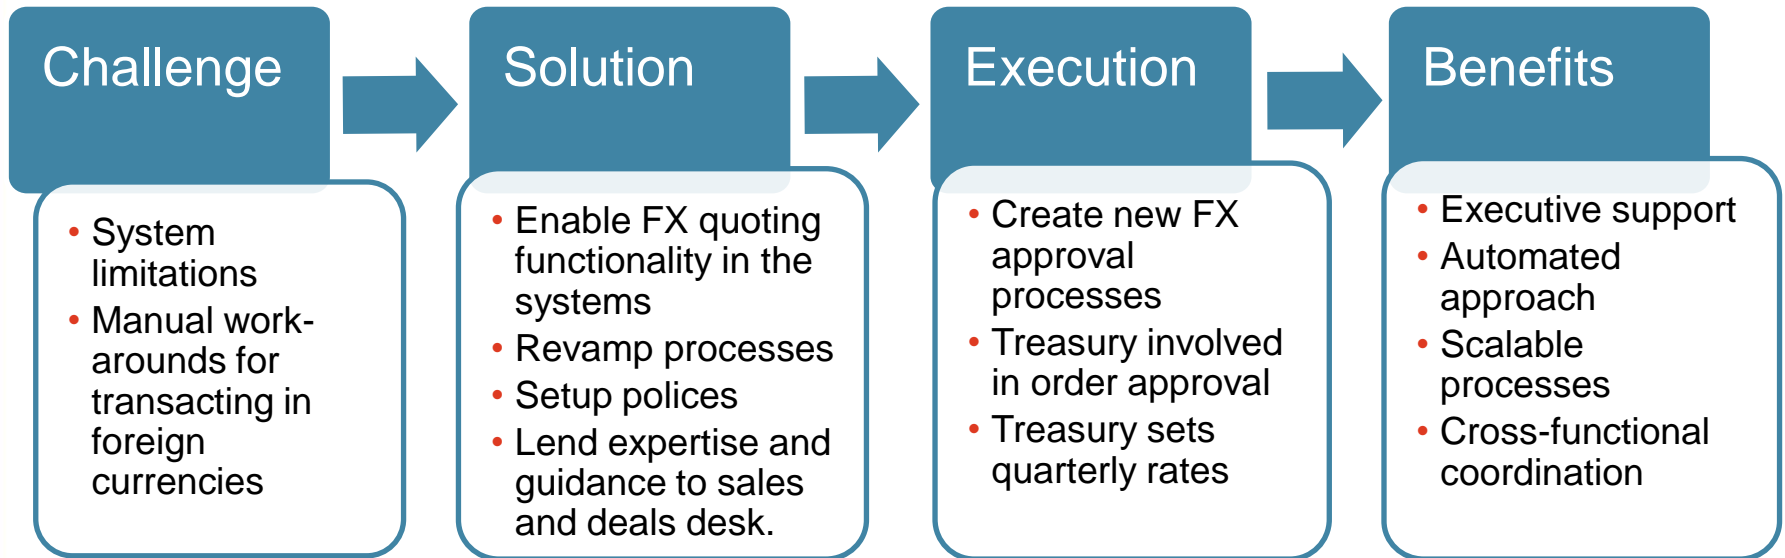 Challenge
• System
limitations
• Manual work-
arounds for
transacting in
foreign
currencies
Solution
• Enable FX quoting
functionality in the
systems
• Revamp processes
• Setup polices
• Lend expertise and
guidance to sales
and deals desk.
Execution
• Create new FX
approval
processes
• Treasury involved
in order approval
• Treasury sets
quarterly rates
Benefits
• Executive support
• Automated
approach
• Scalable
processes
• Cross-functional
coordination